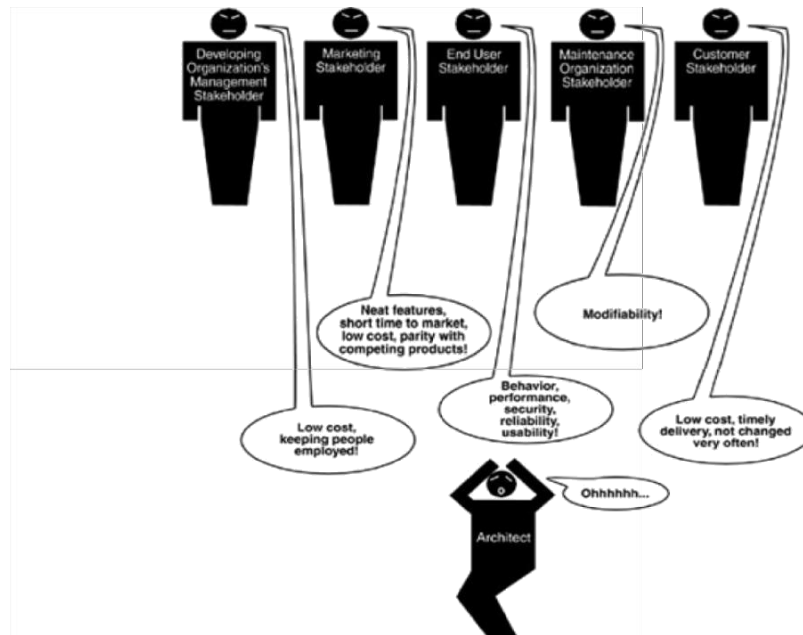 Developing
Organization's
Management
Stakeholder
Marketing
Stakeholder
End User
Stakeholder
Maintenance
Organization
Stakeholder
Customer
Stakeholder
Neat features,
short time to market,
low cost, parity with
competing products!
Modifiability!
Behavior,
performance,
security,
reliability,
usability!
Low cost,
keeping people
employed!
Low cost, timely
delivery, not changed
very often!
Ohhhhhh...
Architect